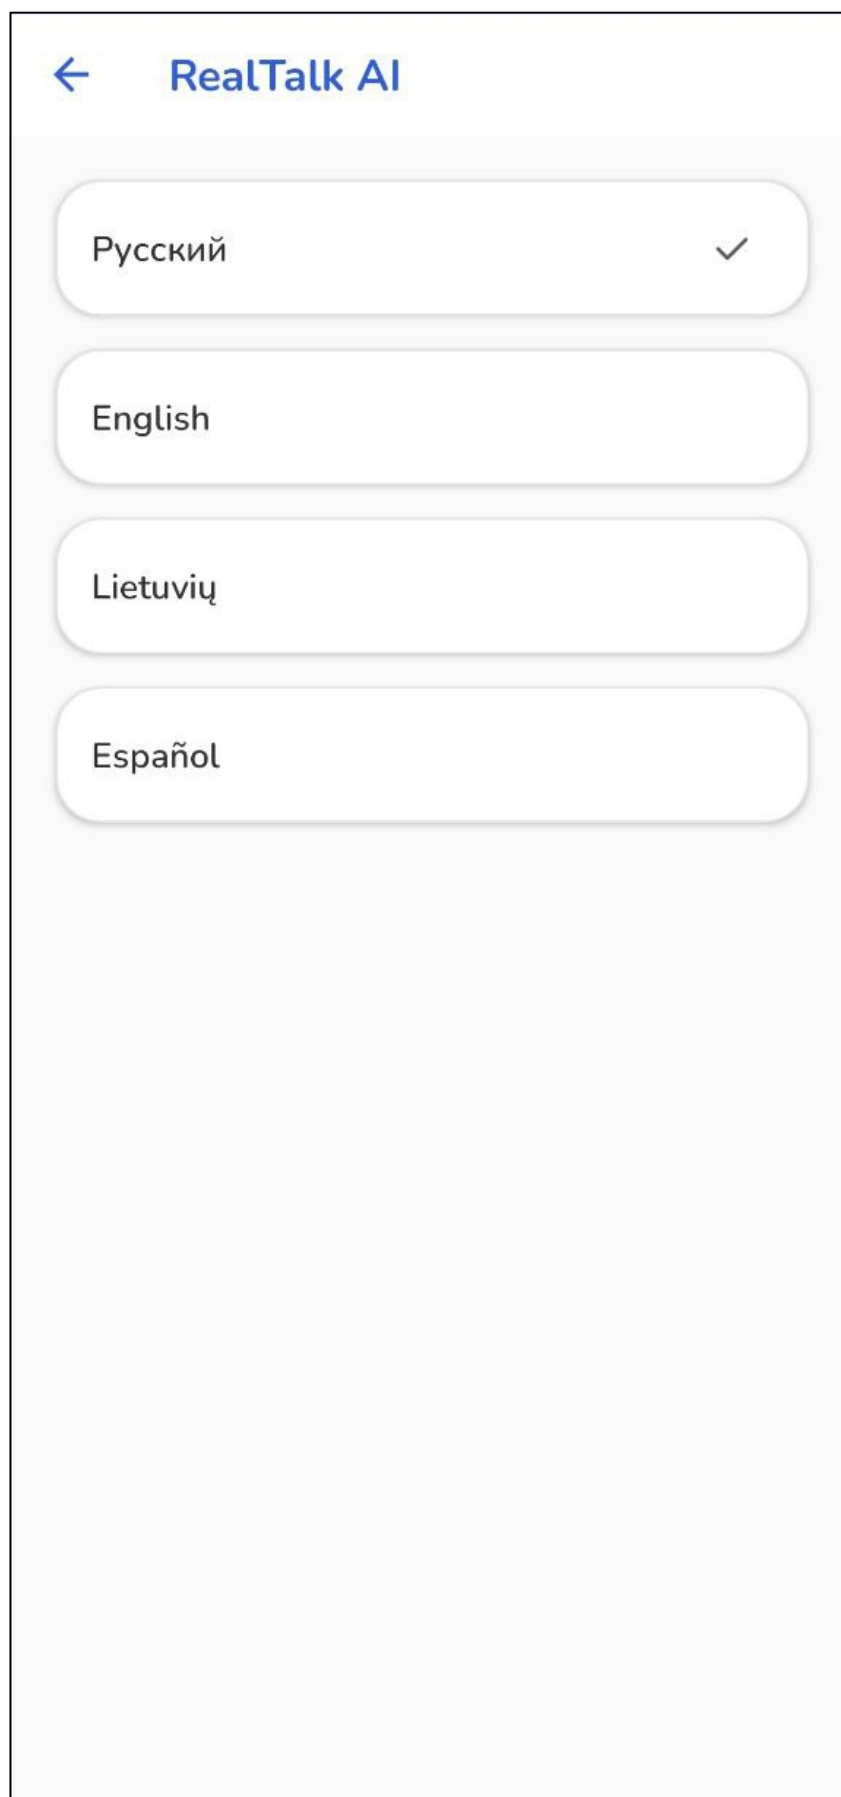 RealTalk AI
Русский
English
Lietuvių
Español